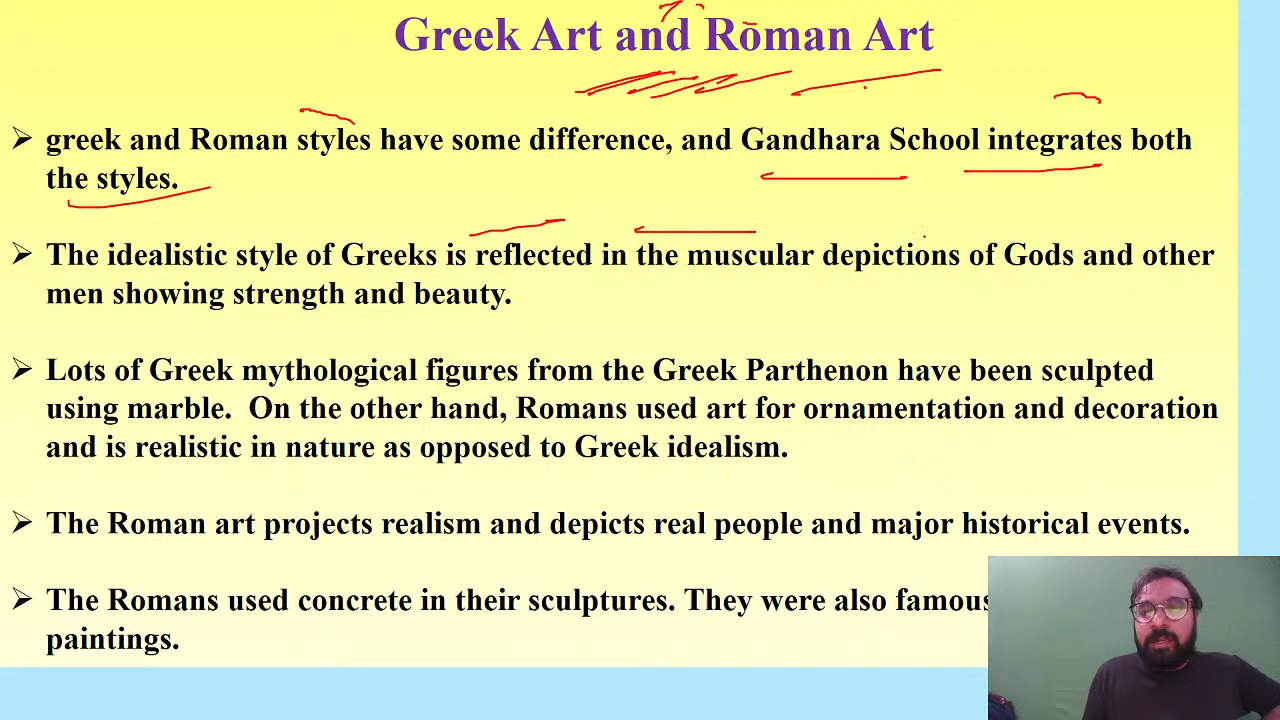 Greek Art and Roman Art
➢ greek and Roman styles have some difference, and Gandhara School integrates both
the styles.
➢ The idealistic style of Greeks is reflected in the muscular depictions of Gods and other
men showing strength and beauty.
➢ Lots of Greek mythological figures from the Greek Parthenon have been sculpted
using marble. On the other hand, Romans used art for ornamentation and decoration
and is realistic in nature as opposed to Greek idealism.
➢ The Roman art projects realism and depicts real people and major historical events.
➢ The Romans used concrete in their sculptures. They were also famous
paintings.